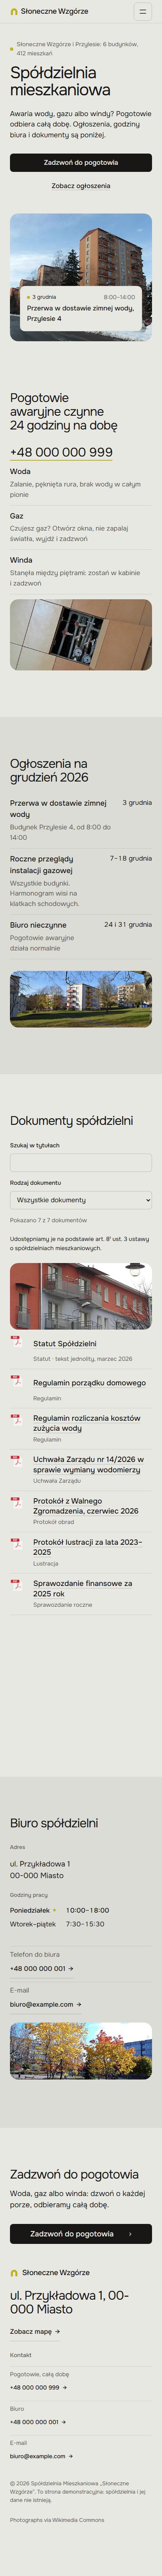 Słoneczne Wzgórze
Słoneczne Wzgórze i Przylesie: 6 budynków,
412 mieszkań
Spółdzielnia
mieszkaniowa
Awaria wody, gazu albo windy? Pogotowie
odbiera całą dobę. Ogłoszenia, godziny
biura i dokumenty są poniżej.
Zadzwoń do pogotowia
Zobacz ogłoszenia
3 grudnia 8:00–14:00
Przerwa w dostawie zimnej wody,
Przylesie 4
Pogotowie
awaryjne czynne
24 godziny na dobę
+48 000 000 999
Woda
Zalanie, pęknięta rura, brak wody w całym
pionie
Gaz
Czujesz gaz? Otwórz okna, nie zapalaj
światła, wyjdź i zadzwoń
Winda
Stanęła między piętrami: zostań w kabinie
i zadzwoń
Ogłoszenia na
grudzień 2026
Przerwa w dostawie zimnej 3 grudnia
wody
Budynek Przylesie 4, od 8:00 do
14:00
Roczne przeglądy 7–18 grudnia
instalacji gazowej
Wszystkie budynki.
Harmonogram wisi na
klatkach schodowych.
Biuro nieczynne 24 i 31 grudnia
Pogotowie awaryjne
działa normalnie
Dokumenty spółdzielni
Szukaj w tytułach
Rodzaj dokumentu
Wszystkie dokumenty
Pokazano 7 z 7 dokumentów
Udostępniamy je na podstawie art. 8¹ ust. 3 ustawy
o spółdzielniach mieszkaniowych.
Statut Spółdzielni
Statut · tekst jednolity, marzec 2026
Regulamin porządku domowego
Regulamin
Regulamin rozliczania kosztów
zużycia wody
Regulamin
Uchwała Zarządu nr 14/2026 w
sprawie wymiany wodomierzy
Uchwała Zarządu
Protokół z Walnego
Zgromadzenia, czerwiec 2026
Protokół obrad
Protokół lustracji za lata 2023–
2025
Lustracja
Sprawozdanie finansowe za
2025 rok
Sprawozdanie roczne
Biuro spółdzielni
Adres
ul. Przykładowa 1
00-000 Miasto
Godziny pracy
Poniedziałek 10:00–18:00
Wtorek–piątek 7:30–15:30
Telefon do biura
+48 000 000 001 →
E-mail
biuro@example.com →
Zadzwoń do pogotowia
Woda, gaz albo winda: dzwoń o każdej
porze, odbieramy całą dobę.
Zadzwoń do pogotowia ›
Słoneczne Wzgórze
ul. Przykładowa 1, 00-
000 Miasto
Zobacz mapę →
Kontakt
Pogotowie, całą dobę
+48 000 000 999 →
Biuro
+48 000 000 001 →
E-mail
biuro@example.com →
© 2026 Spółdzielnia Mieszkaniowa „Słoneczne
Wzgórze”. To strona demonstracyjna; spółdzielnia i jej
dane nie istnieją.
Photographs via Wikimedia Commons